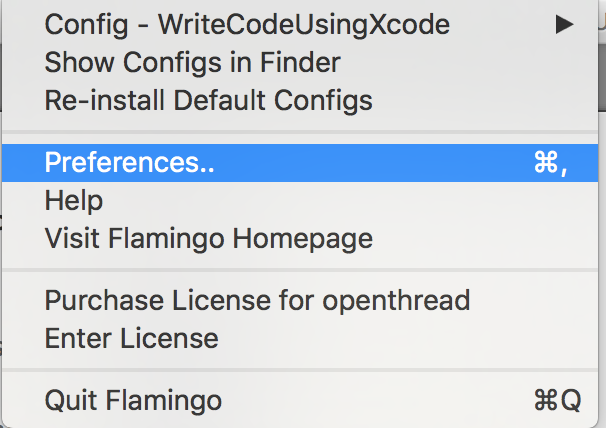 Config - WriteCodeUsingXcode ▶
Show Configs in Finder
Re-install Default Configs
Preferences.. ⌘,
Help
Visit Flamingo Homepage
Purchase License for openthread
Enter License
Quit Flamingo ⌘Q